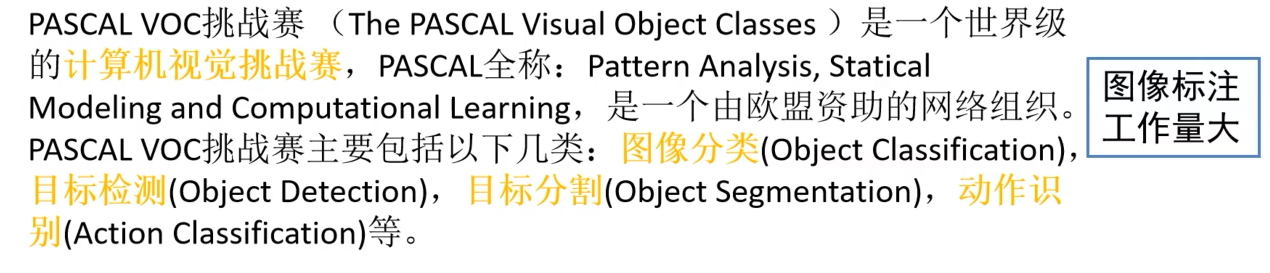 PASCAL VOC挑战赛 （The PASCAL Visual Object Classes ）是一个世界级
的计算机视觉挑战赛，PASCAL全称：Pattern Analysis, Statical
Modeling and Computational Learning，是一个由欧盟资助的网络组织。
PASCAL VOC挑战赛主要包括以下几类：图像分类(Object Classification)，
目标检测(Object Detection)，目标分割(Object Segmentation)，动作识
别(Action Classification)等。
图像标注
工作量大